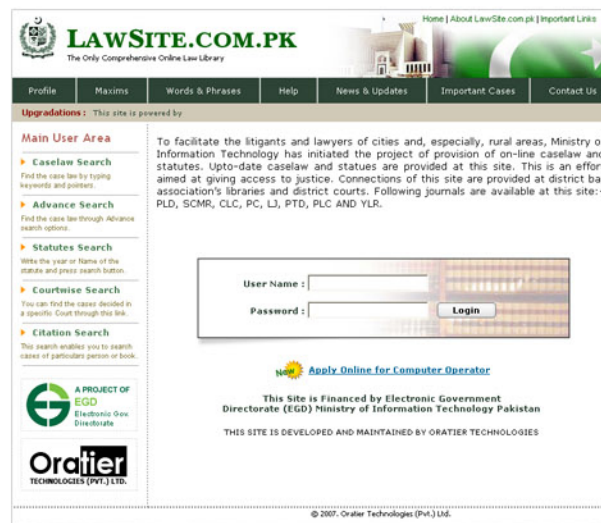 Home | About LawSite.com.pk | Important Links
LAWSITE.COM.PK
The Only Comprehensive Online Law Library
Profile Maxims Words & Phrases Help News & Updates Important Cases Contact Us
Upgradations : This site is powered by
Main User Area
Caselaw Search
Find the case law by typing
keywords and pointers.
Advance Search
Find the case law through Advance
search options.
Statutes Search
Write the year or Name of the
statute and press search button.
Courtwise Search
You can find the cases decided in
a specific Court through this link.
Citation Search
This search enables you to search
cases of particulars person or book.
A PROJECT OF
EGD
Electronic Gov.
Directorate
Oratier
TECHNOLOGIES (PVT.) LTD.
To facilitate the litigants and lawyers of cities and, especially, rural areas, Ministry o
Information Technology has initiated the project of provision of on-line caselaw and
statutes. Upto-date caselaw and statues are provided at this site. This is an effor
aimed at giving access to justice. Connections of this site are provided at district ba
association's libraries and district courts. Following journals are available at this site:-
PLD, SCMR, CLC, PC, LJ, PTD, PLC AND YLR.
User Name :
Password :
Login
New Apply Online for Computer Operator
This Site is Financed by Electronic Government
Directorate (EGD) Ministry of Information Technology Pakistan
THIS SITE IS DEVELOPED AND MAINTAINED BY ORATIER TECHNOLOGIES
© 2007. Oratier Technologies (Pvt.) Ltd.